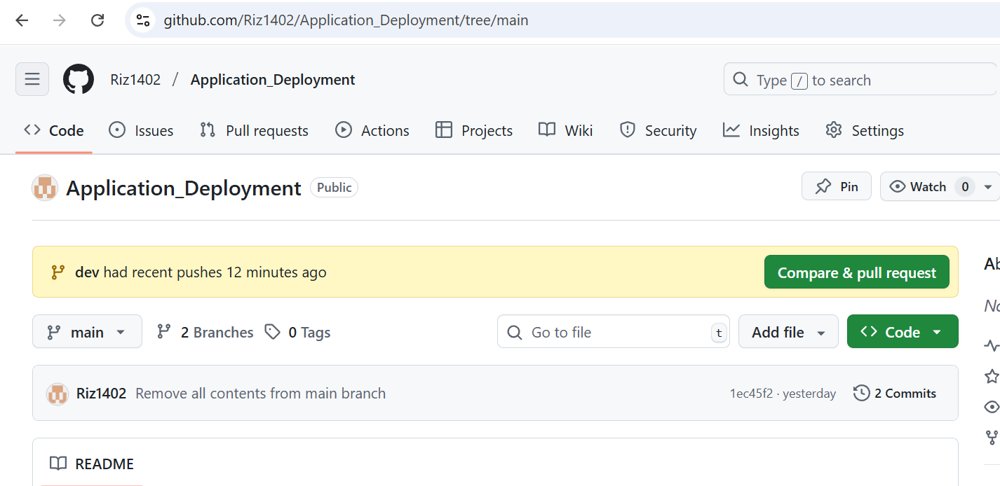 github.com/Riz1402/Application_Deployment/tree/main
Riz1402 / Application_Deployment
Type / to search
Code Issues Pull requests Actions Projects Wiki Security Insights Settings
Application_Deployment Public Pin Watch 0
dev had recent pushes 12 minutes ago Compare & pull request
Ab
main 2 Branches 0 Tags Go to file t Add file Code
No
Riz1402 Remove all contents from main branch 1ec45f2 · yesterday 2 Commits
README